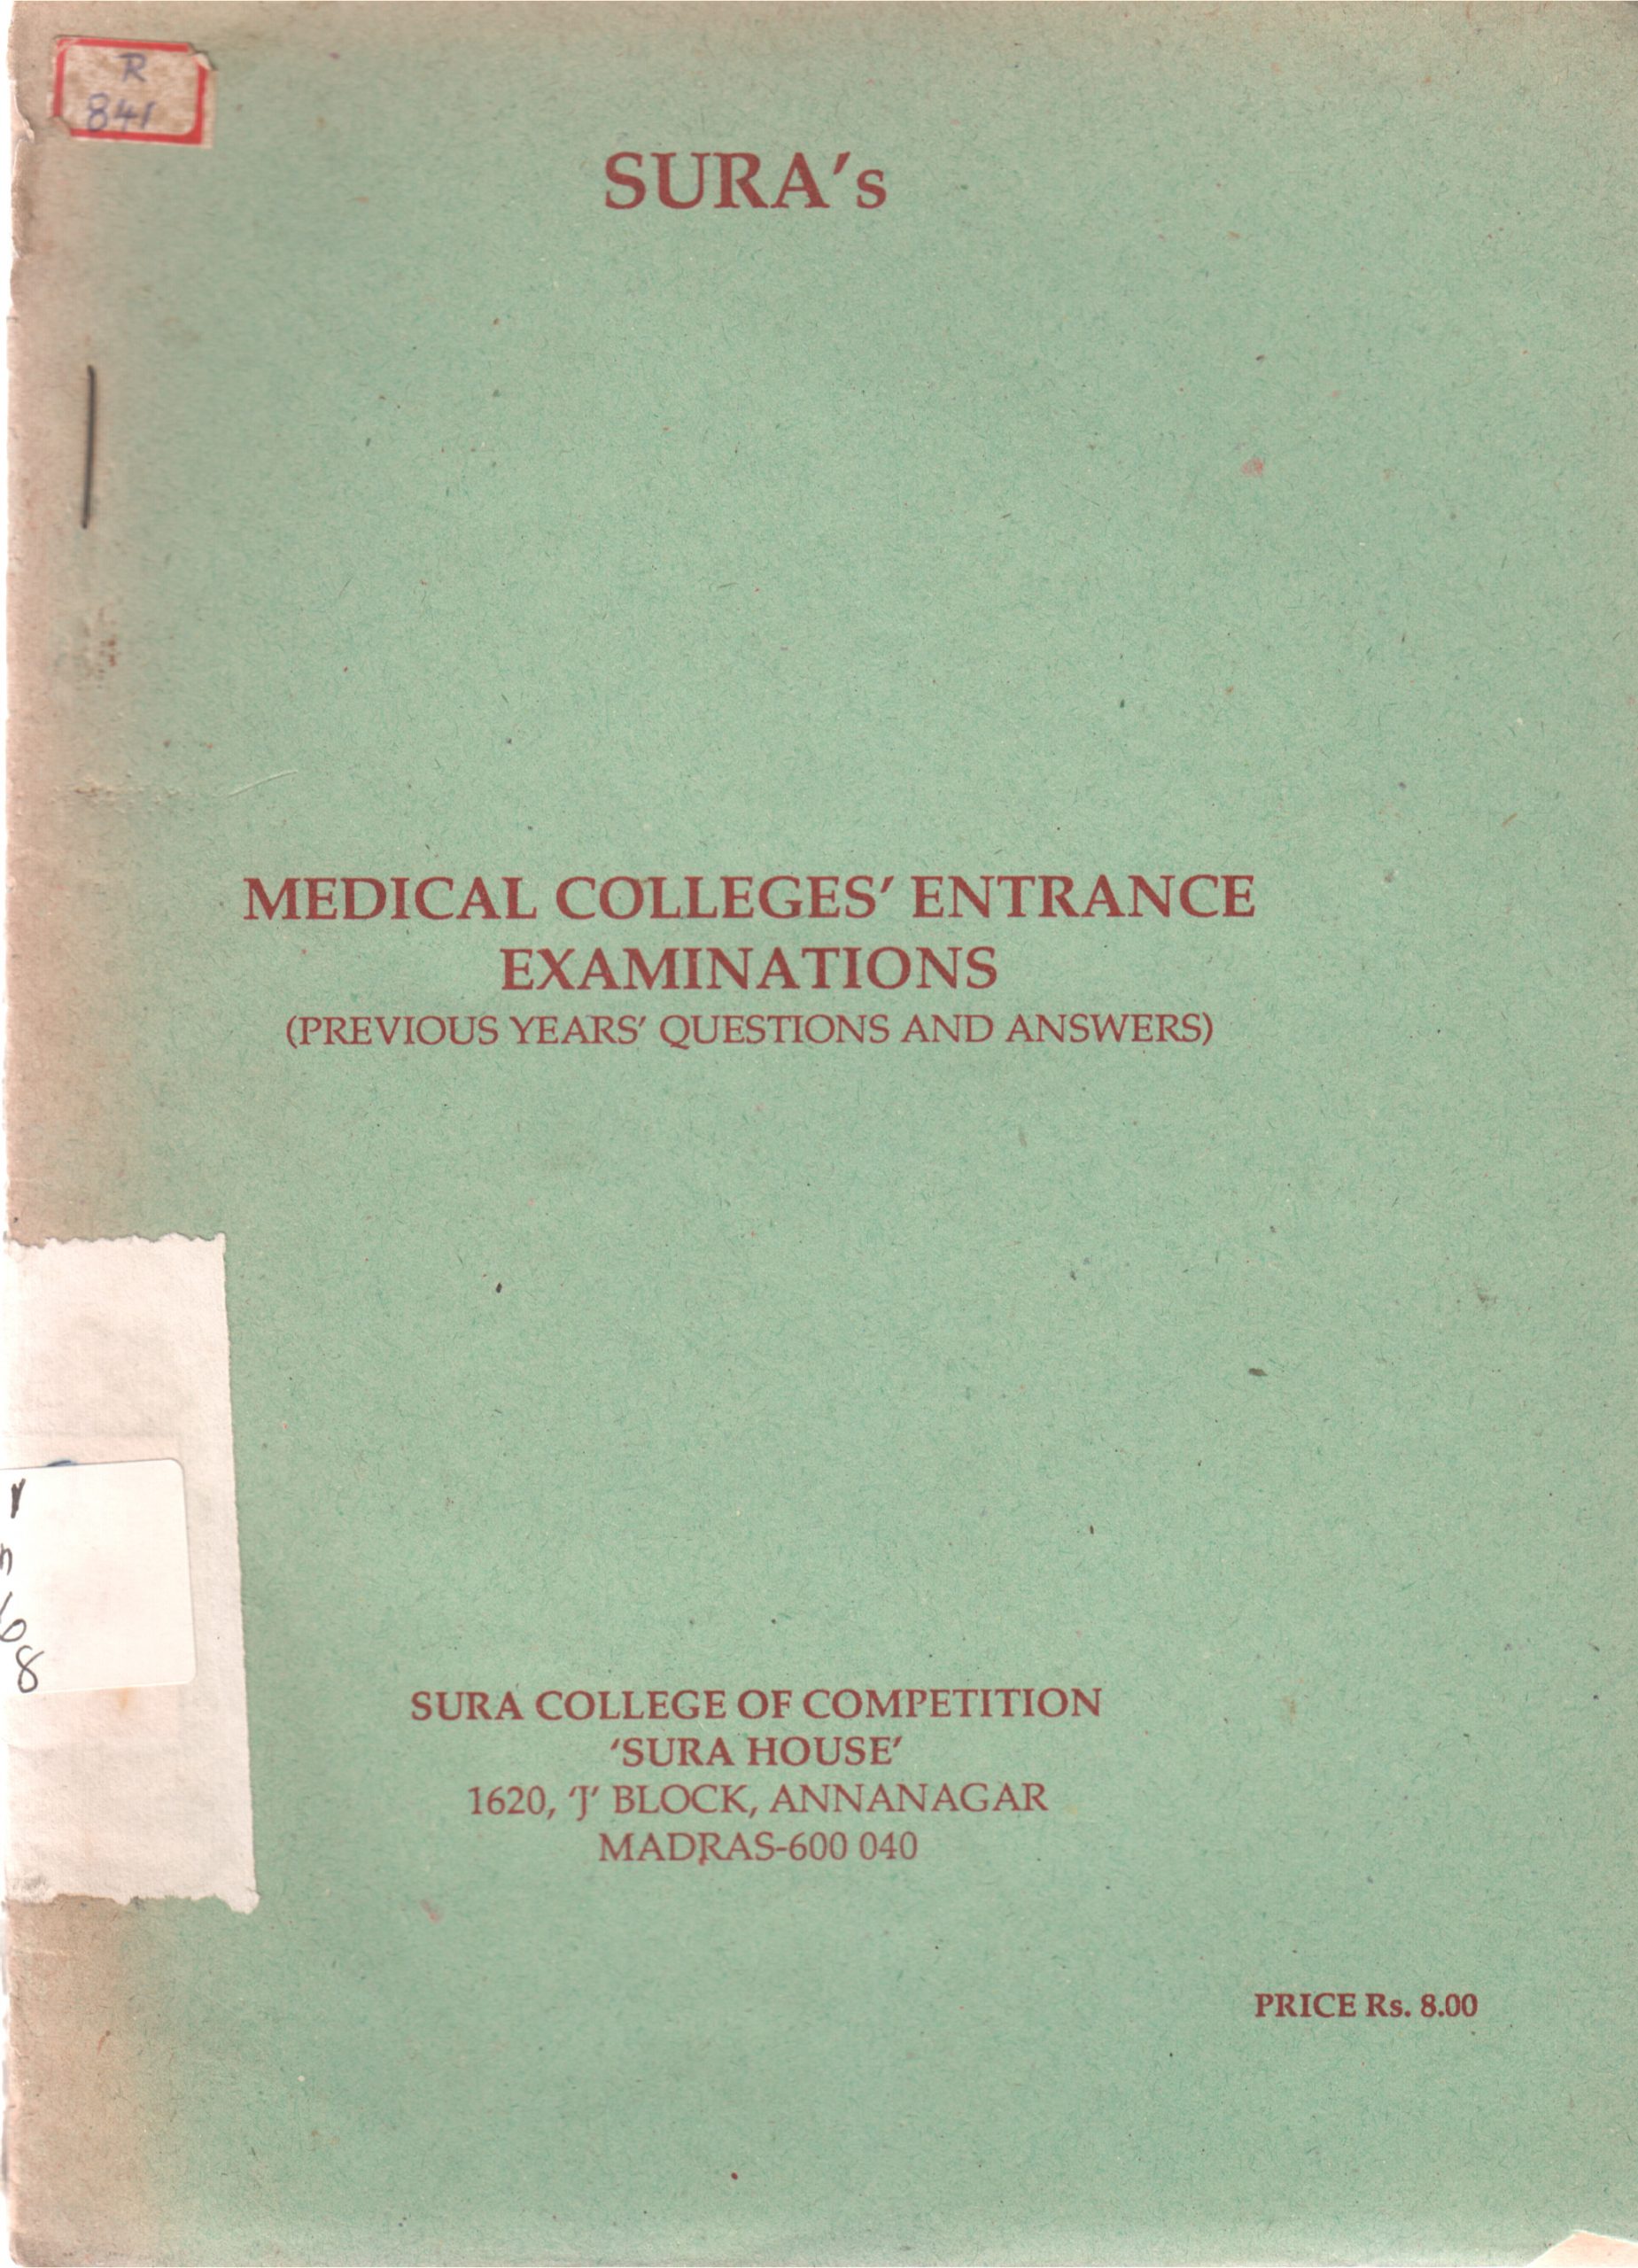 R
841
SURA's
MEDICAL COLLEGES' ENTRANCE
EXAMINATIONS
(PREVIOUS YEARS' QUESTIONS AND ANSWERS)
8
SURA COLLEGE OF COMPETITION
'SURA HOUSE'
1620, 'J' BLOCK, ANNANAGAR
MADRAS-600 040
PRICE Rs. 8.00